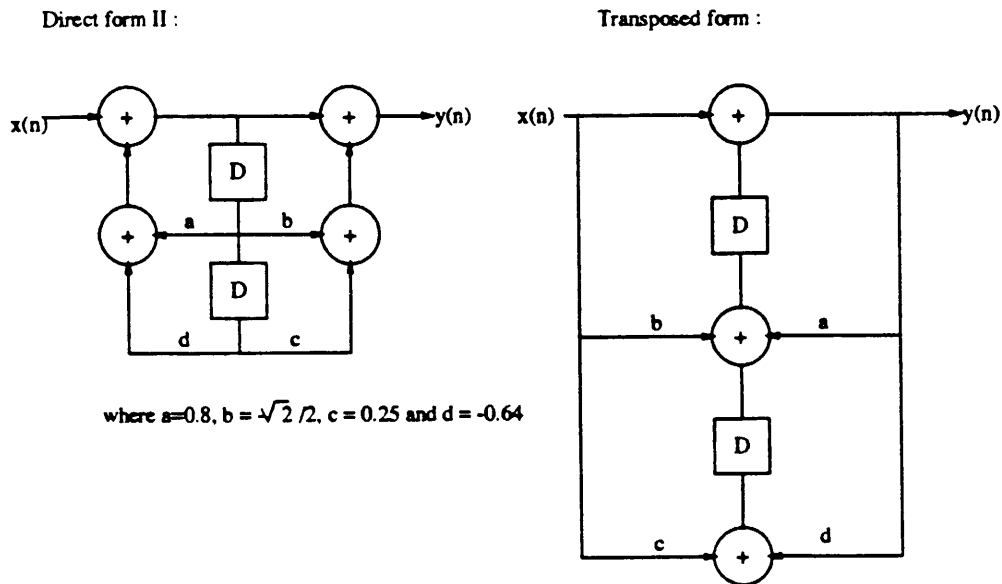 Direct form II :
x(n)
+
+
y(n)
D
+
a
b
+
D
d
c
where a=0.8, b = -√2 /2, c = 0.25 and d = -0.64
Transposed form :
x(n)
+
y(n)
D
b
+
a
D
c
+
d